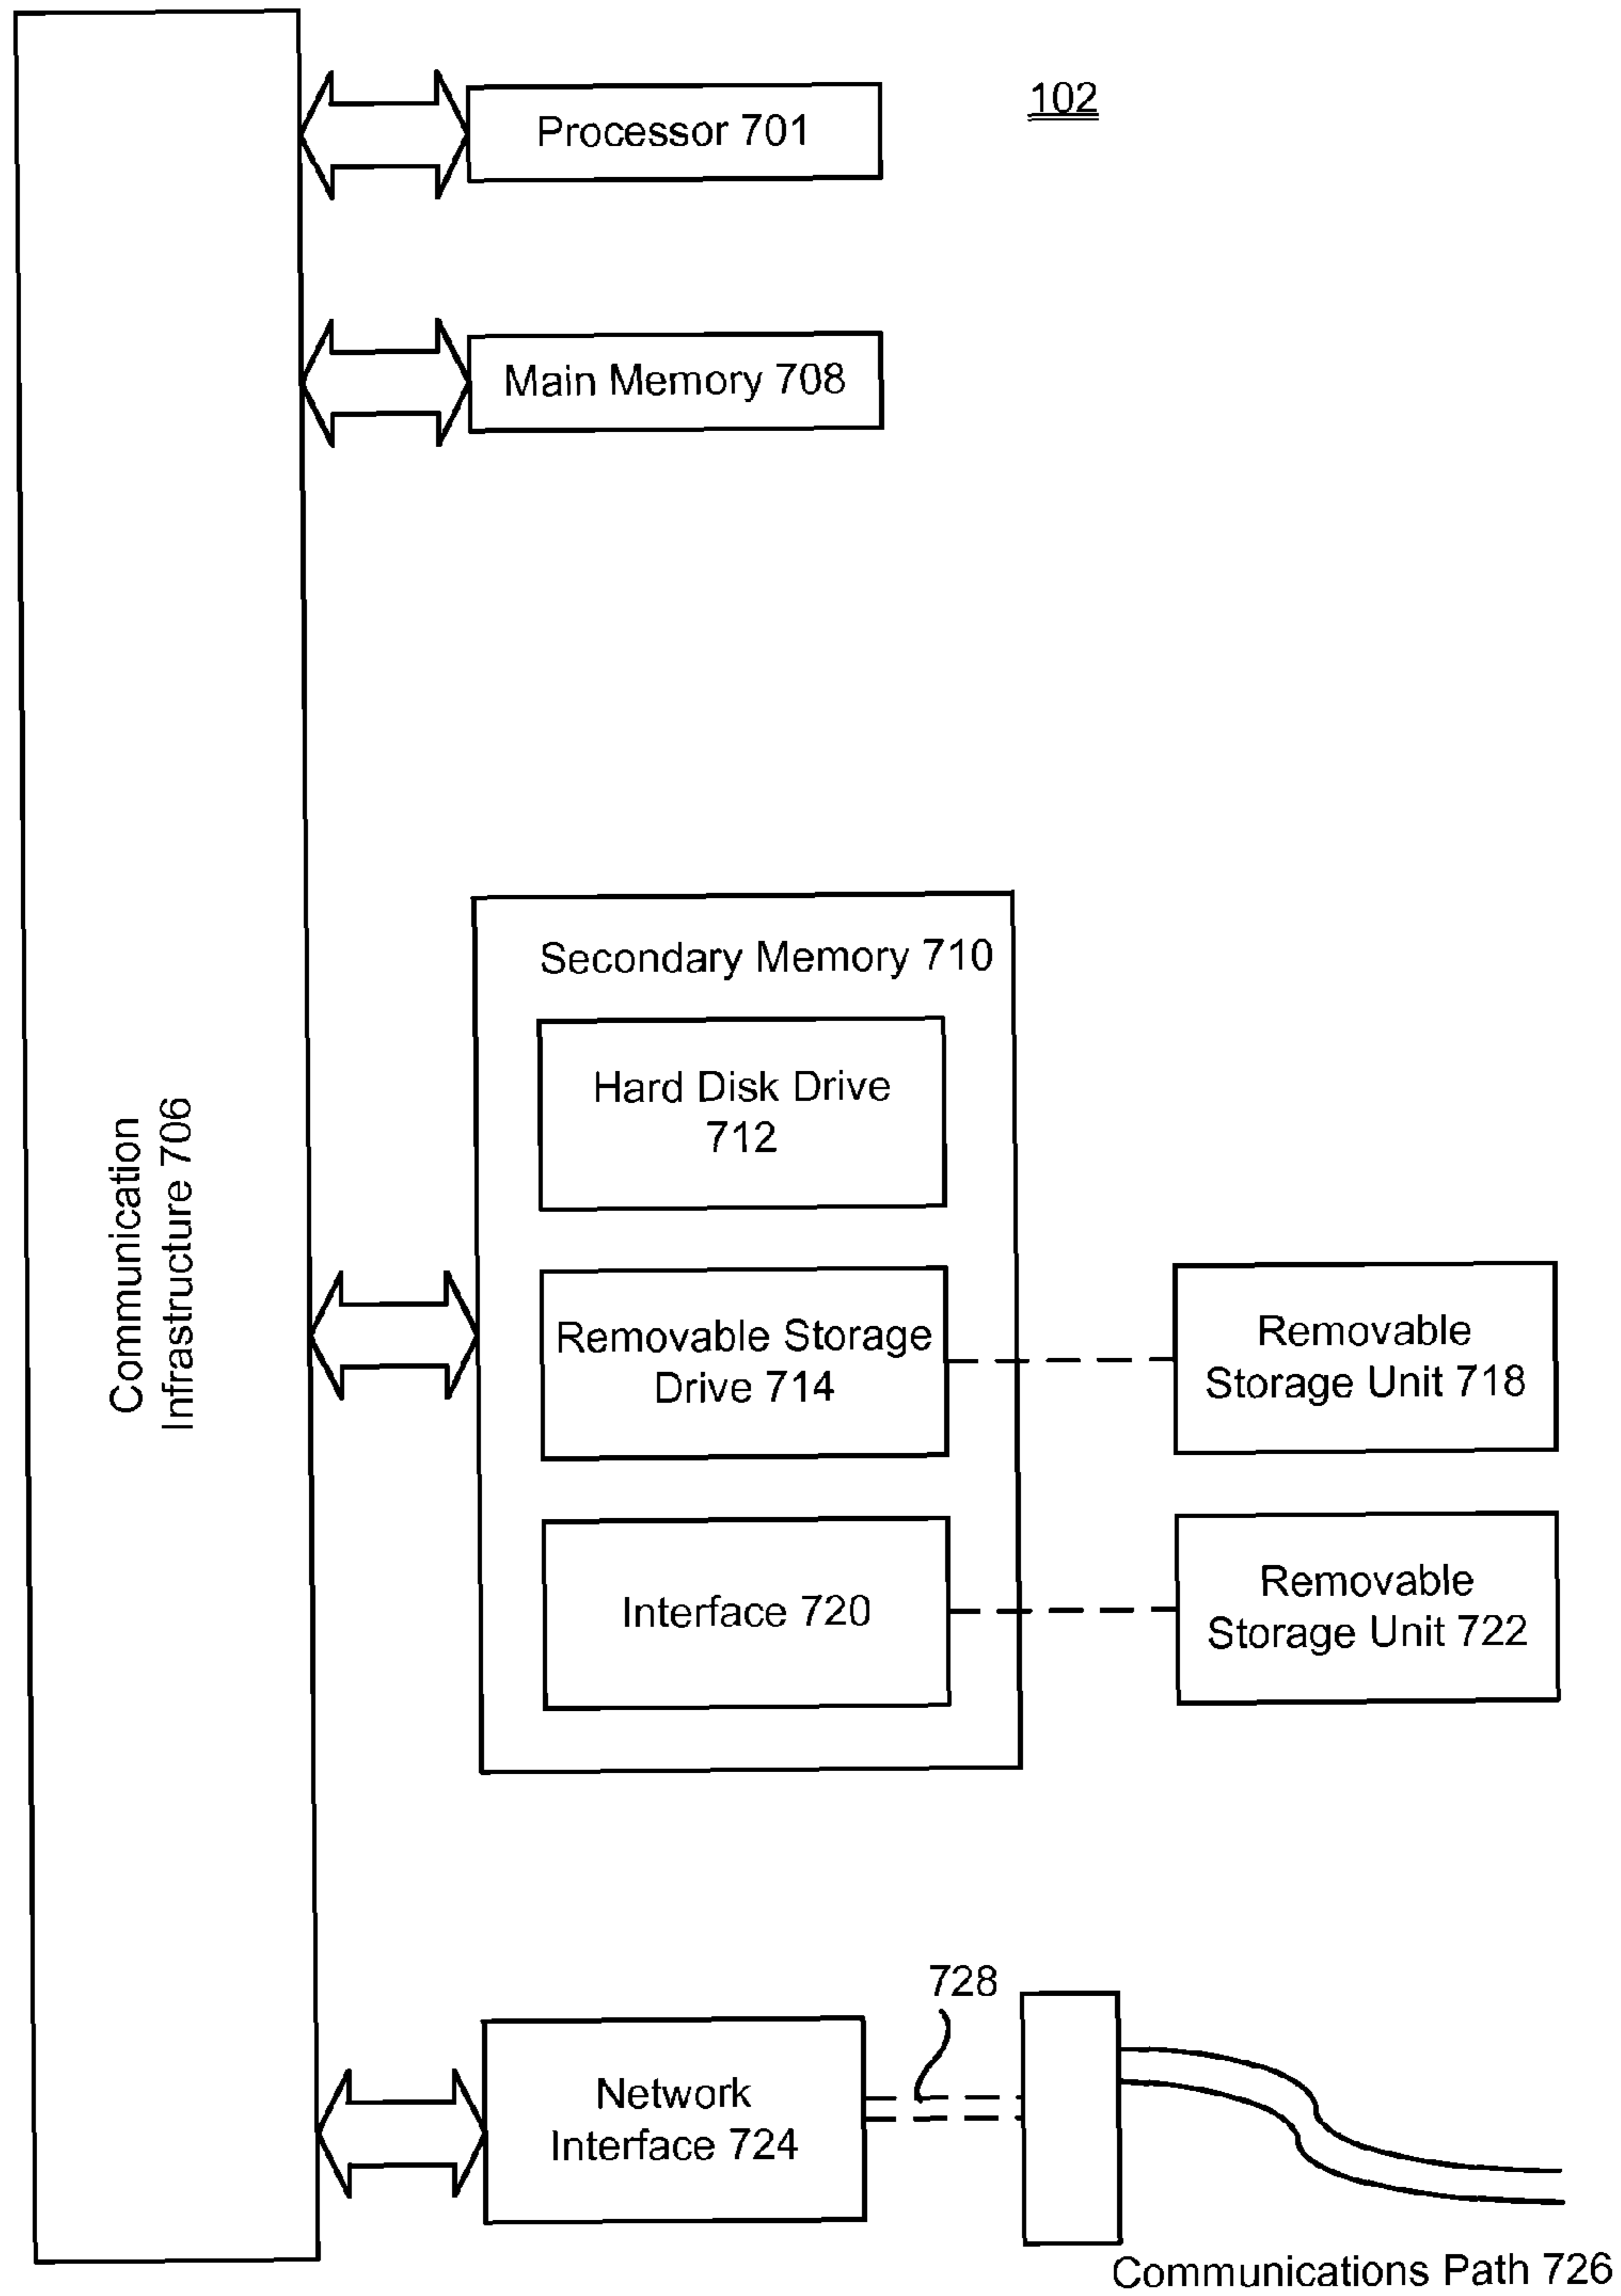 102
Processor 701
Main Memory 708
Communication
Infrastructure 706
Secondary Memory 710
Hard Disk Drive
712
Removable Storage
Drive 714
Removable
Storage Unit 718
Interface 720
Removable
Storage Unit 722
728
Network
Interface 724
Communications Path 726